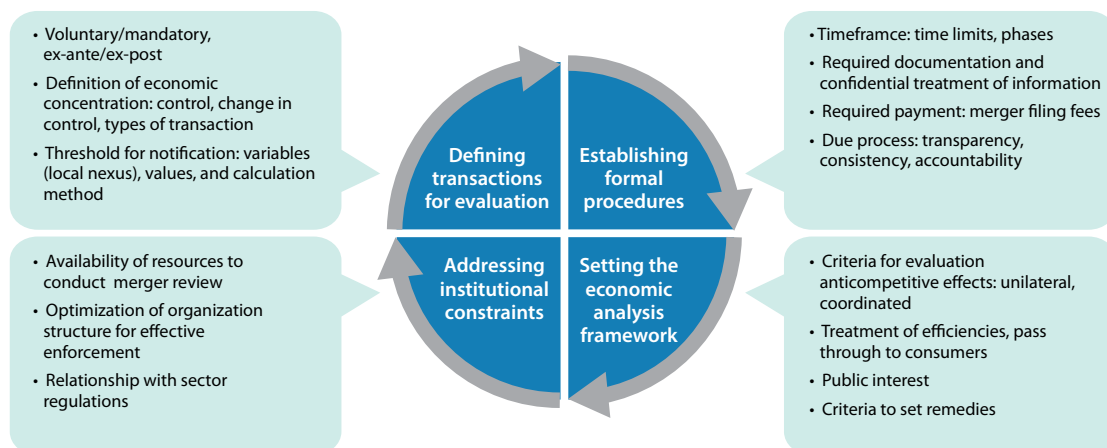 • Voluntary/mandatory,
ex-ante/ex-post
• Definition of economic
concentration: control, change in
control, types of transaction
• Threshold for notification: variables
(local nexus), values, and calculation
method
Defining
transactions
for evaluation
Establishing
formal
procedures
• Timeframce: time limits, phases
• Required documentation and
confidential treatment of information
• Required payment: merger filing fees
• Due process: transparency,
consistency, accountability
• Availability of resources to
conduct merger review
• Optimization of organization
structure for effective
enforcement
• Relationship with sector
regulations
Addressing
institutional
constraints
Setting the
economic
analysis
framework
• Criteria for evaluation
anticompetitive effects: unilateral,
coordinated
• Treatment of efficiencies, pass
through to consumers
• Public interest
• Criteria to set remedies